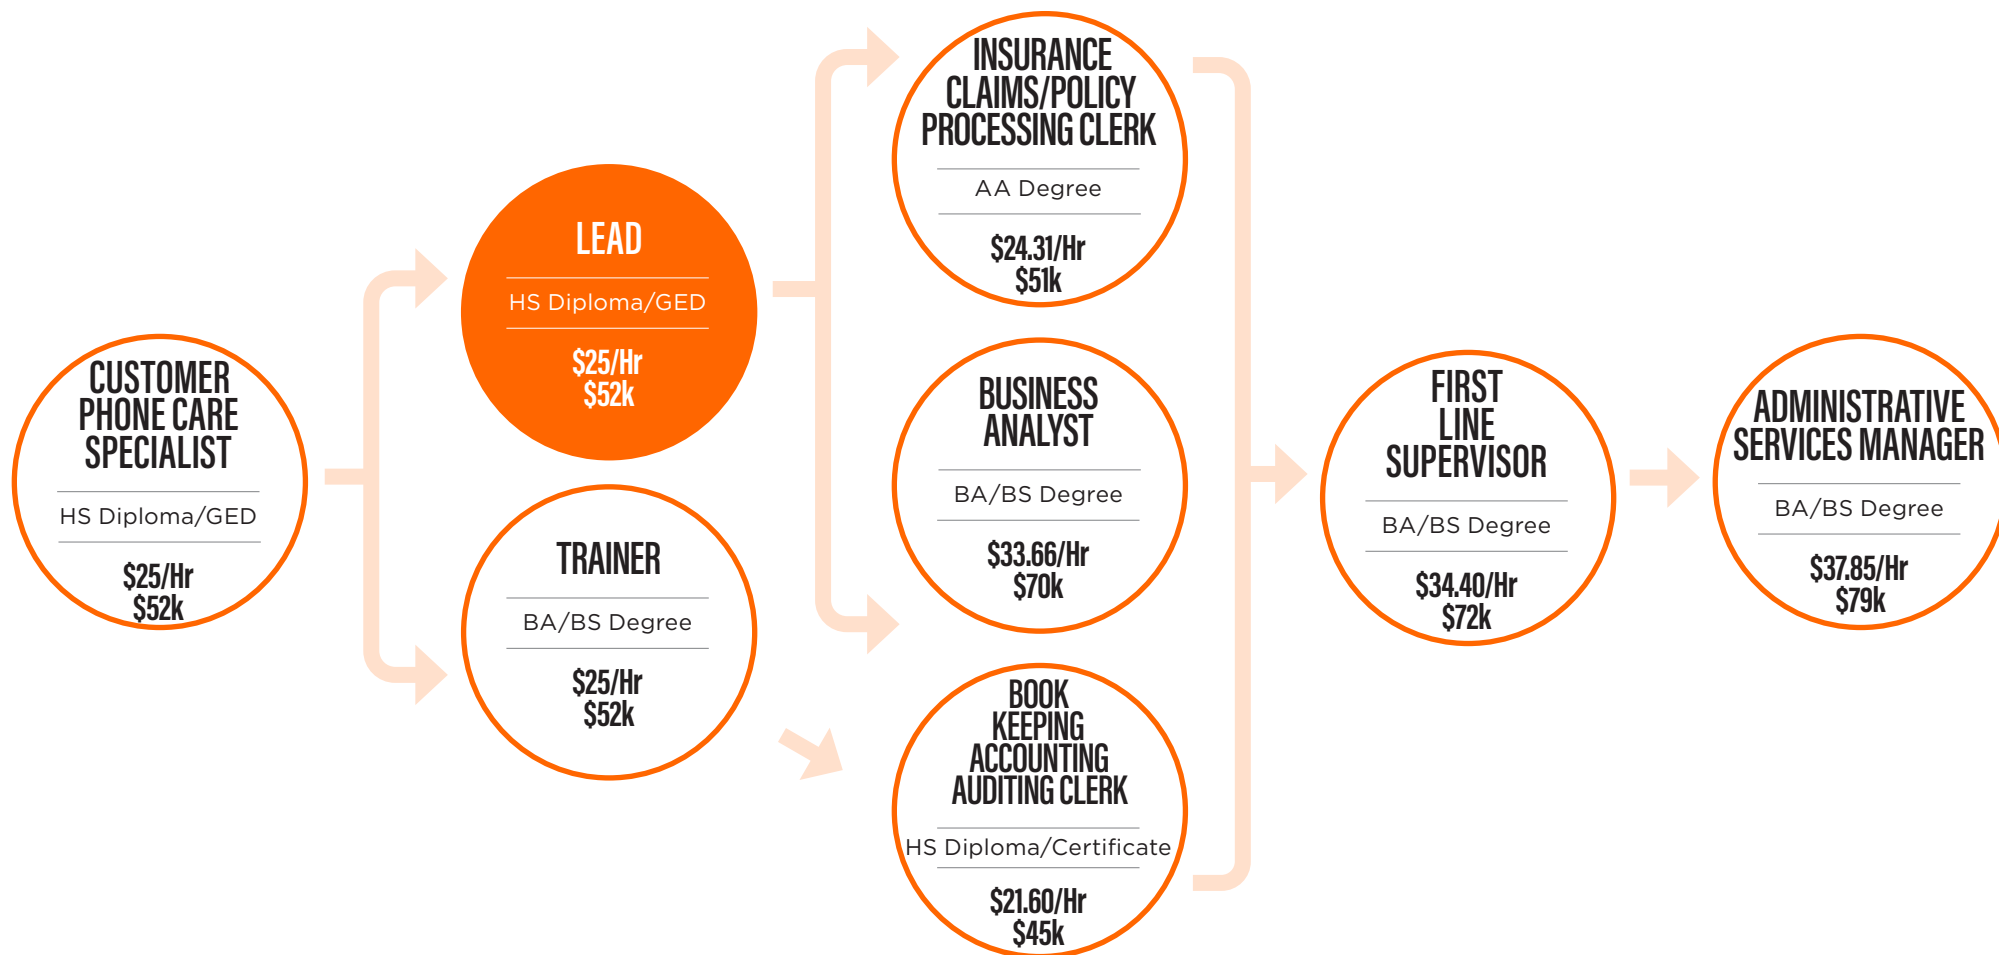 CUSTOMER
PHONE CARE
SPECIALIST
HS Diploma/GED
$25/Hr
$52k
LEAD
HS Diploma/GED
$25/Hr
$52k
TRAINER
BA/BS Degree
$25/Hr
$52k
INSURANCE
CLAIMS/POLICY
PROCESSING CLERK
AA Degree
$24.31/Hr
$51k
BUSINESS
ANALYST
BA/BS Degree
$33.66/Hr
$70k
BOOK
KEEPING
ACCOUNTING
AUDITING CLERK
HS Diploma/Certificate
$21.60/Hr
$45k
FIRST
LINE
SUPERVISOR
BA/BS Degree
$34.40/Hr
$72k
ADMINISTRATIVE
SERVICES MANAGER
BA/BS Degree
$37.85/Hr
$79k